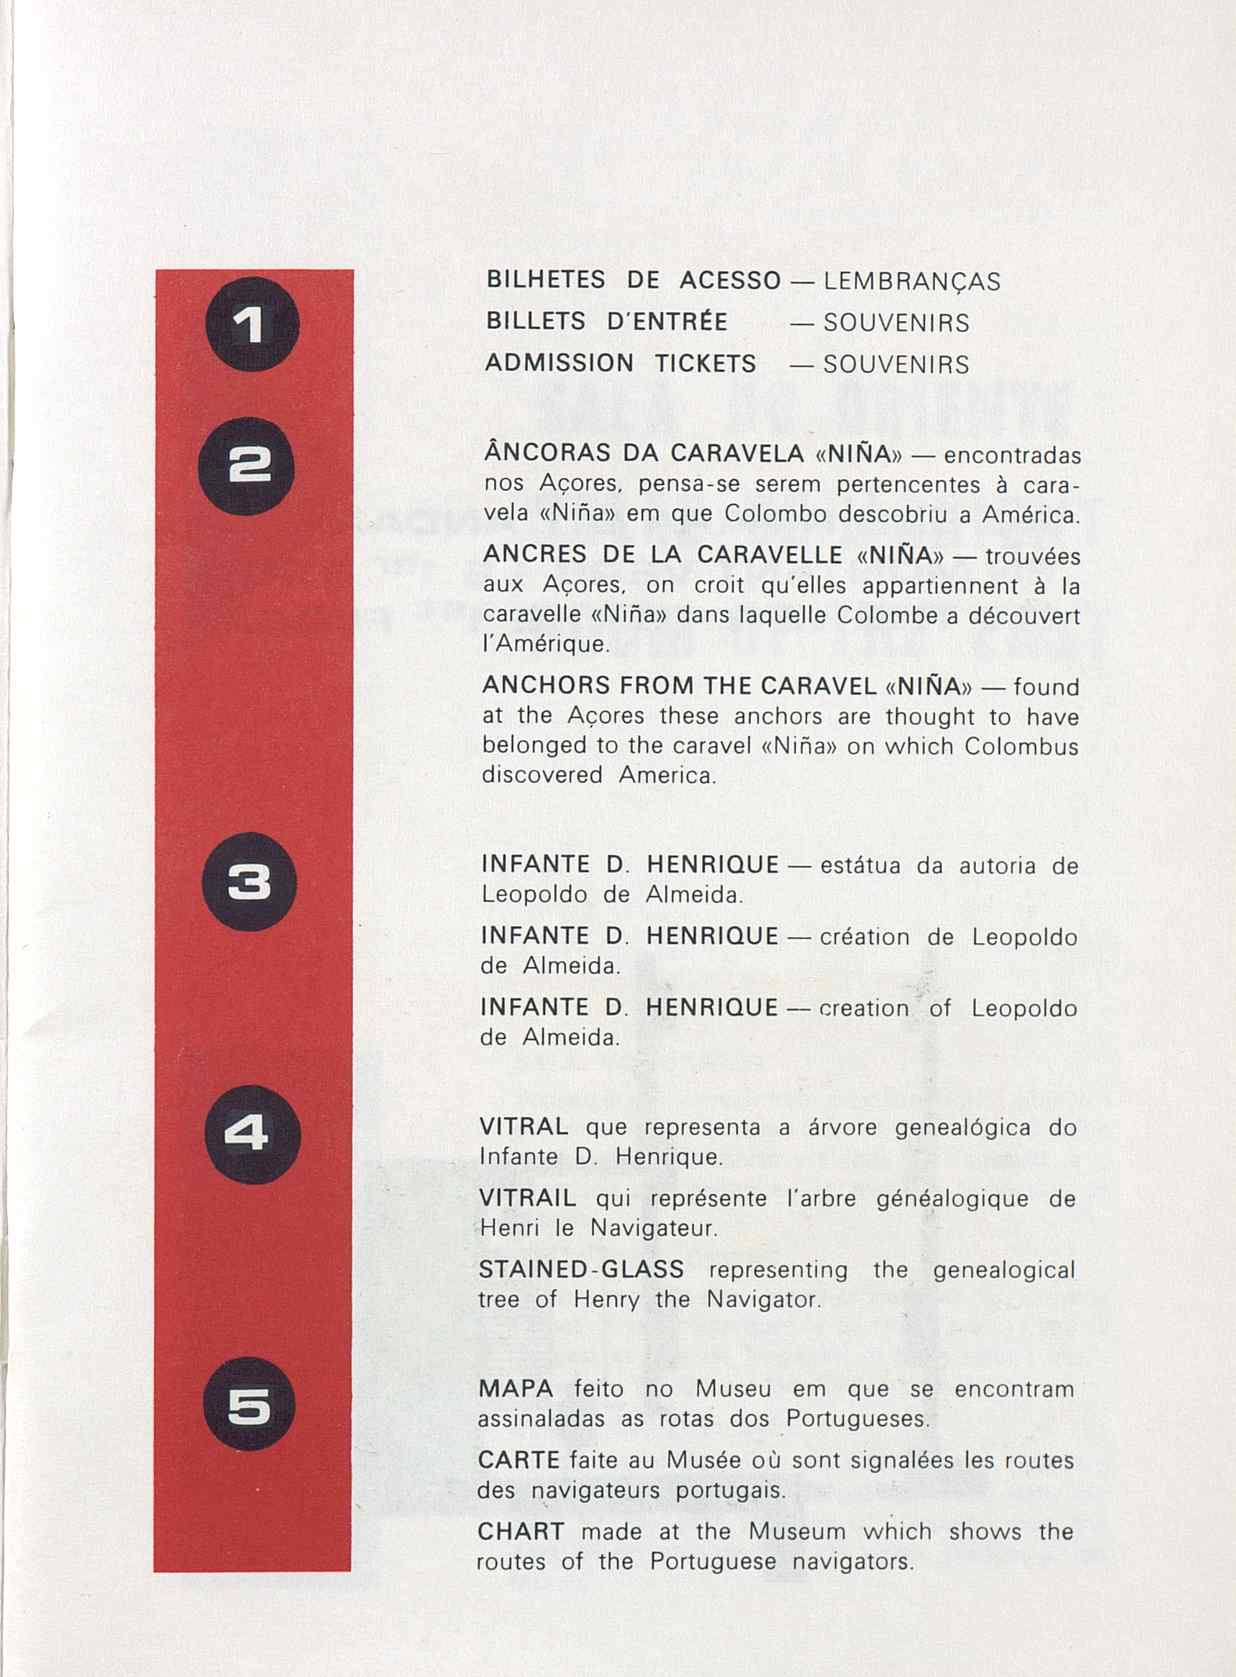 1
BILHETES DE ACESSO — LEMBRANÇAS
BILLETS D'ENTRÉE — SOUVENIRS
ADMISSION TICKETS — SOUVENIRS
2
ÂNCORAS DA CARAVELA «NIÑA» — encontradas
nos Açores, pensa-se serem pertencentes à cara-
vela «Niña» em que Colombo descobriu a América.
ANCRES DE LA CARAVELLE «NIÑA» — trouvées
aux Açores, on croit qu'elles appartiennent à la
caravelle «Niña» dans laquelle Colombe a découvert
l'Amérique.
ANCHORS FROM THE CARAVEL «NIÑA» — found
at the Açores these anchors are thought to have
belonged to the caravel «Niña» on which Colombus
discovered America.
3
INFANTE D. HENRIQUE — estátua da autoria de
Leopoldo de Almeida.
INFANTE D. HENRIQUE — création de Leopoldo
de Almeida.
INFANTE D. HENRIQUE — creation of Leopoldo
de Almeida.
4
VITRAL que representa a árvore genealógica do
Infante D. Henrique.
VITRAIL qui représente l'arbre généalogique de
Henri le Navigateur.
STAINED-GLASS representing the genealogical
tree of Henry the Navigator.
5
MAPA feito no Museu em que se encontram
assinaladas as rotas dos Portugueses.
CARTE faite au Musée où sont signalées les routes
des navigateurs portugais.
CHART made at the Museum which shows the
routes of the Portuguese navigators.